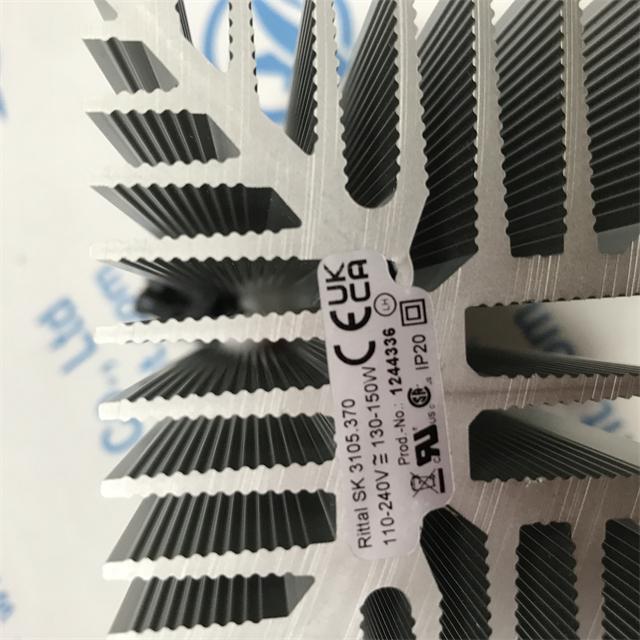 Rittal SK 3105.370
110-240V ⎓ 130-150W
Prod.-No.: 1244336
IP20
CE
UK
CA